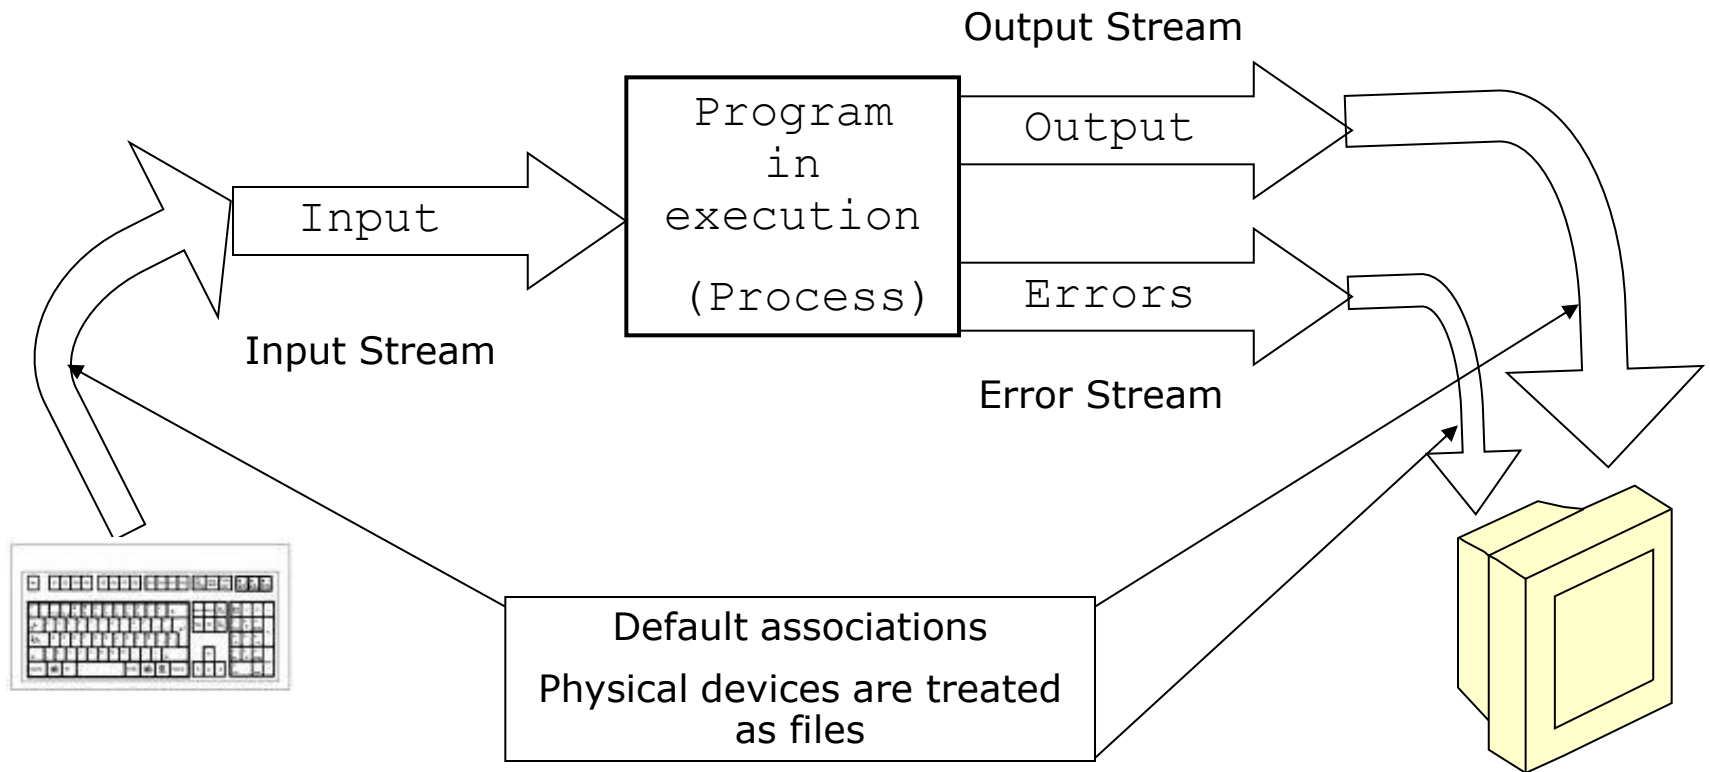 Output Stream
Program
in
execution
(Process)
Output
Input
Errors
Input Stream
Error Stream
Default associations
Physical devices are treated
as files